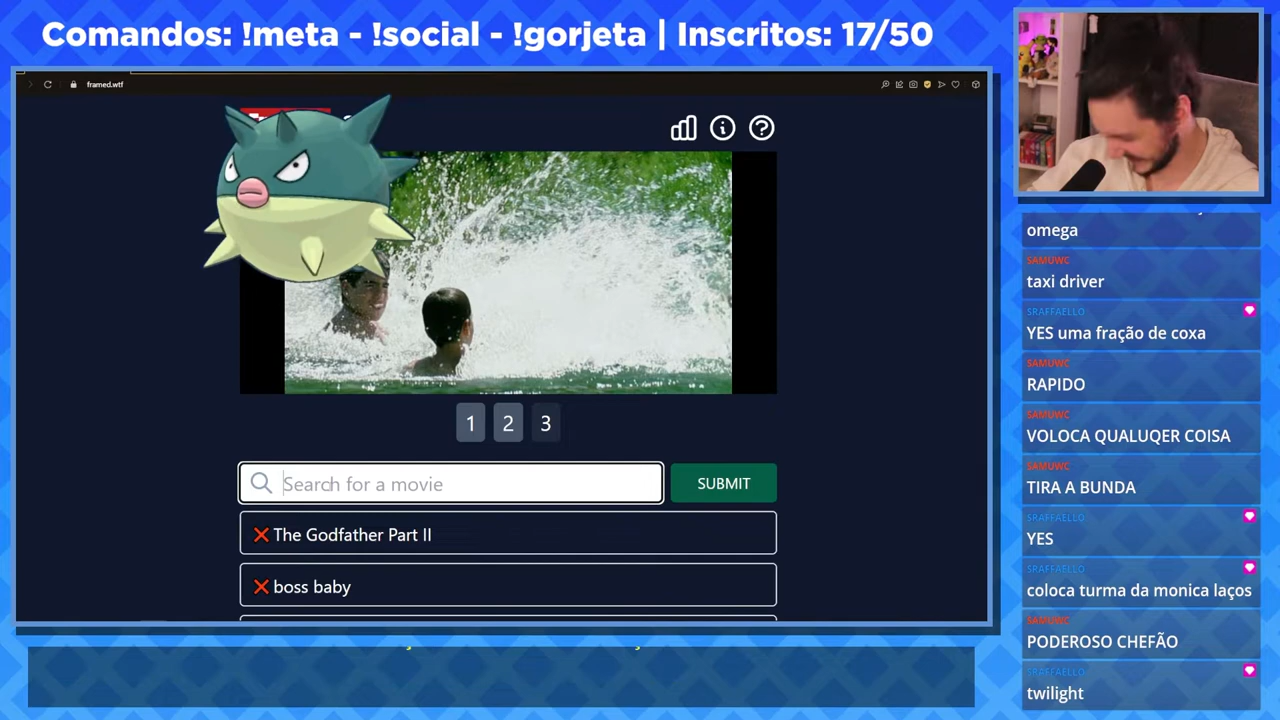 Comandos: !meta - !social - !gorjeta | Inscritos: 17/50
framed.wtf
1 2 3
Search for a movie
SUBMIT
❌ The Godfather Part II
❌ boss baby
omega
SAMUWC
taxi driver
SRAFFAELLO
YES uma fração de coxa
SAMUWC
RAPIDO
SAMUWC
VOLOCA QUALUQER COISA
SAMUWC
TIRA A BUNDA
SRAFFAELLO
YES
SRAFFAELLO
coloca turma da monica laços
SAMUWC
PODEROSO CHEFÃO
SRAFFAELLO
twilight